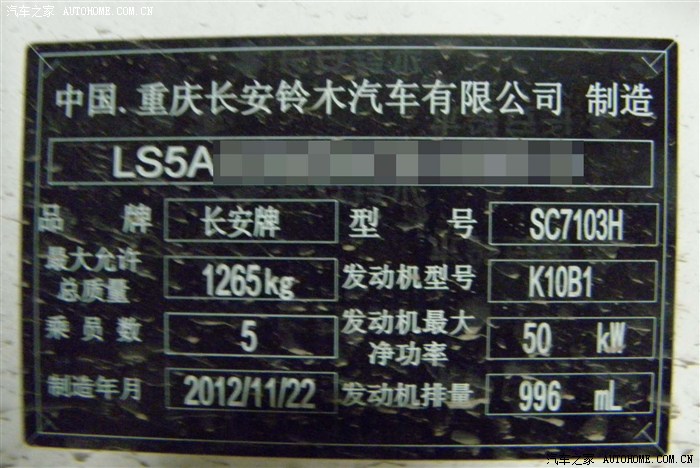 汽车之家 AUTOHOME.COM.CN
中国.重庆长安铃木汽车有限公司 制造
LS5A
品 牌 长安牌 型 号 SC7103H
最大允许总质量 1265kg 发动机型号 K10B1
乘员数 5 发动机最大净功率 50 kW
制造年月 2012/11/22 发动机排量 996 mL
汽车之家 AUTOHOME.COM.CN